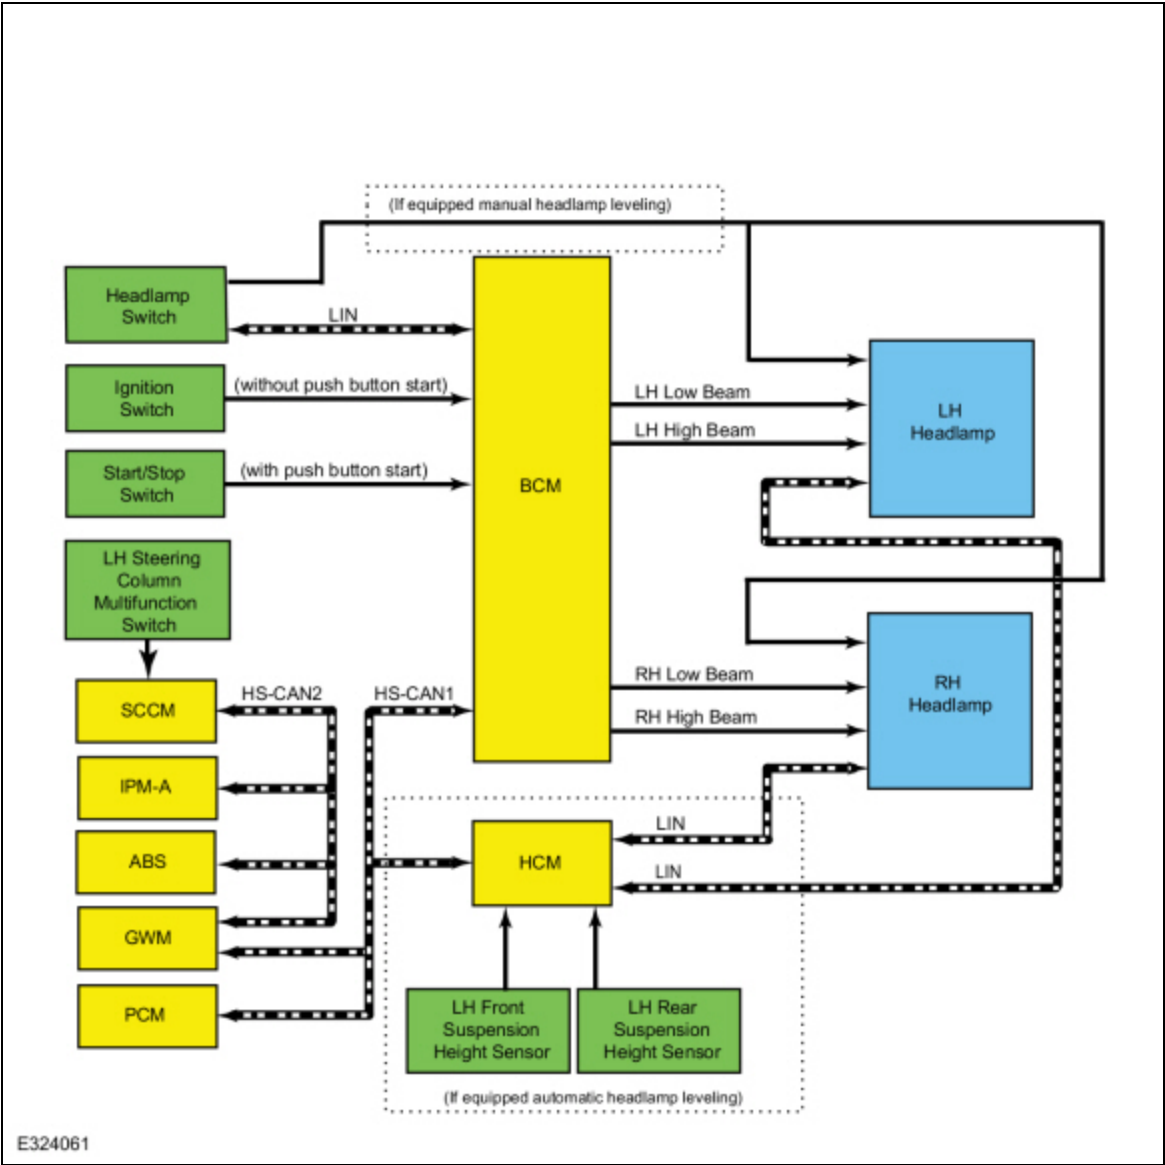 (If equipped manual headlamp leveling)
Headlamp
Switch
LIN
Ignition
Switch
(without push button start)
Start/Stop
Switch
(with push button start)
LH Steering
Column
Multifunction
Switch
BCM
LH Low Beam
LH High Beam
LH
Headlamp
RH Low Beam
RH High Beam
RH
Headlamp
SCCM
HS-CAN2
HS-CAN1
IPM-A
ABS
GWM
PCM
HCM
LIN
LIN
LH Front
Suspension
Height Sensor
LH Rear
Suspension
Height Sensor
(If equipped automatic headlamp leveling)
E324061